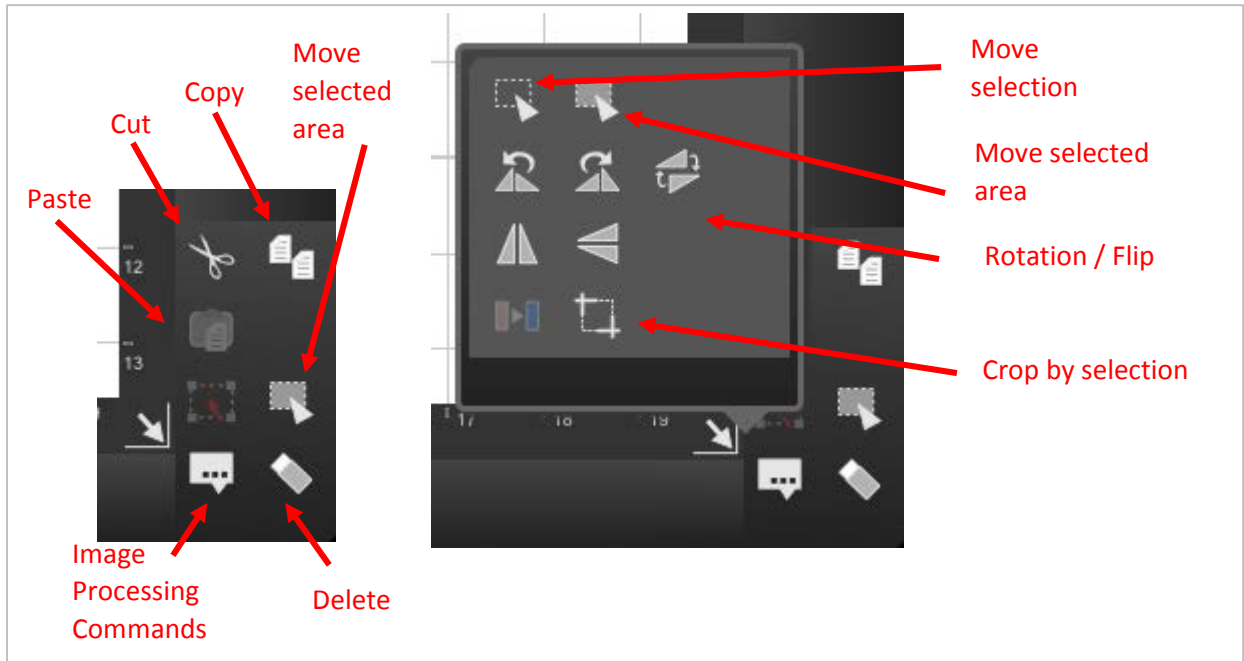 Move
selected
area
Copy
Cut
Paste
12
13
Image
Processing
Commands
Delete
Move
selection
Move selected
area
Rotation / Flip
Crop by selection
17
18
19